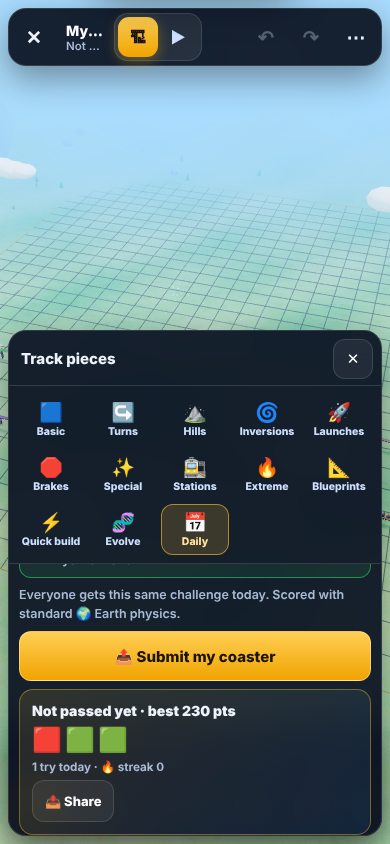 My...
Not ...
Track pieces
Basic
Turns
Hills
Inversions
Launches
Brakes
Special
Stations
Extreme
Blueprints
Quick build
Evolve
Daily
Everyone gets this same challenge today. Scored with
standard 🌍 Earth physics.
📤 Submit my coaster
Not passed yet · best 230 pts
🟥🟩🟩
1 try today · 🔥 streak 0
📤 Share